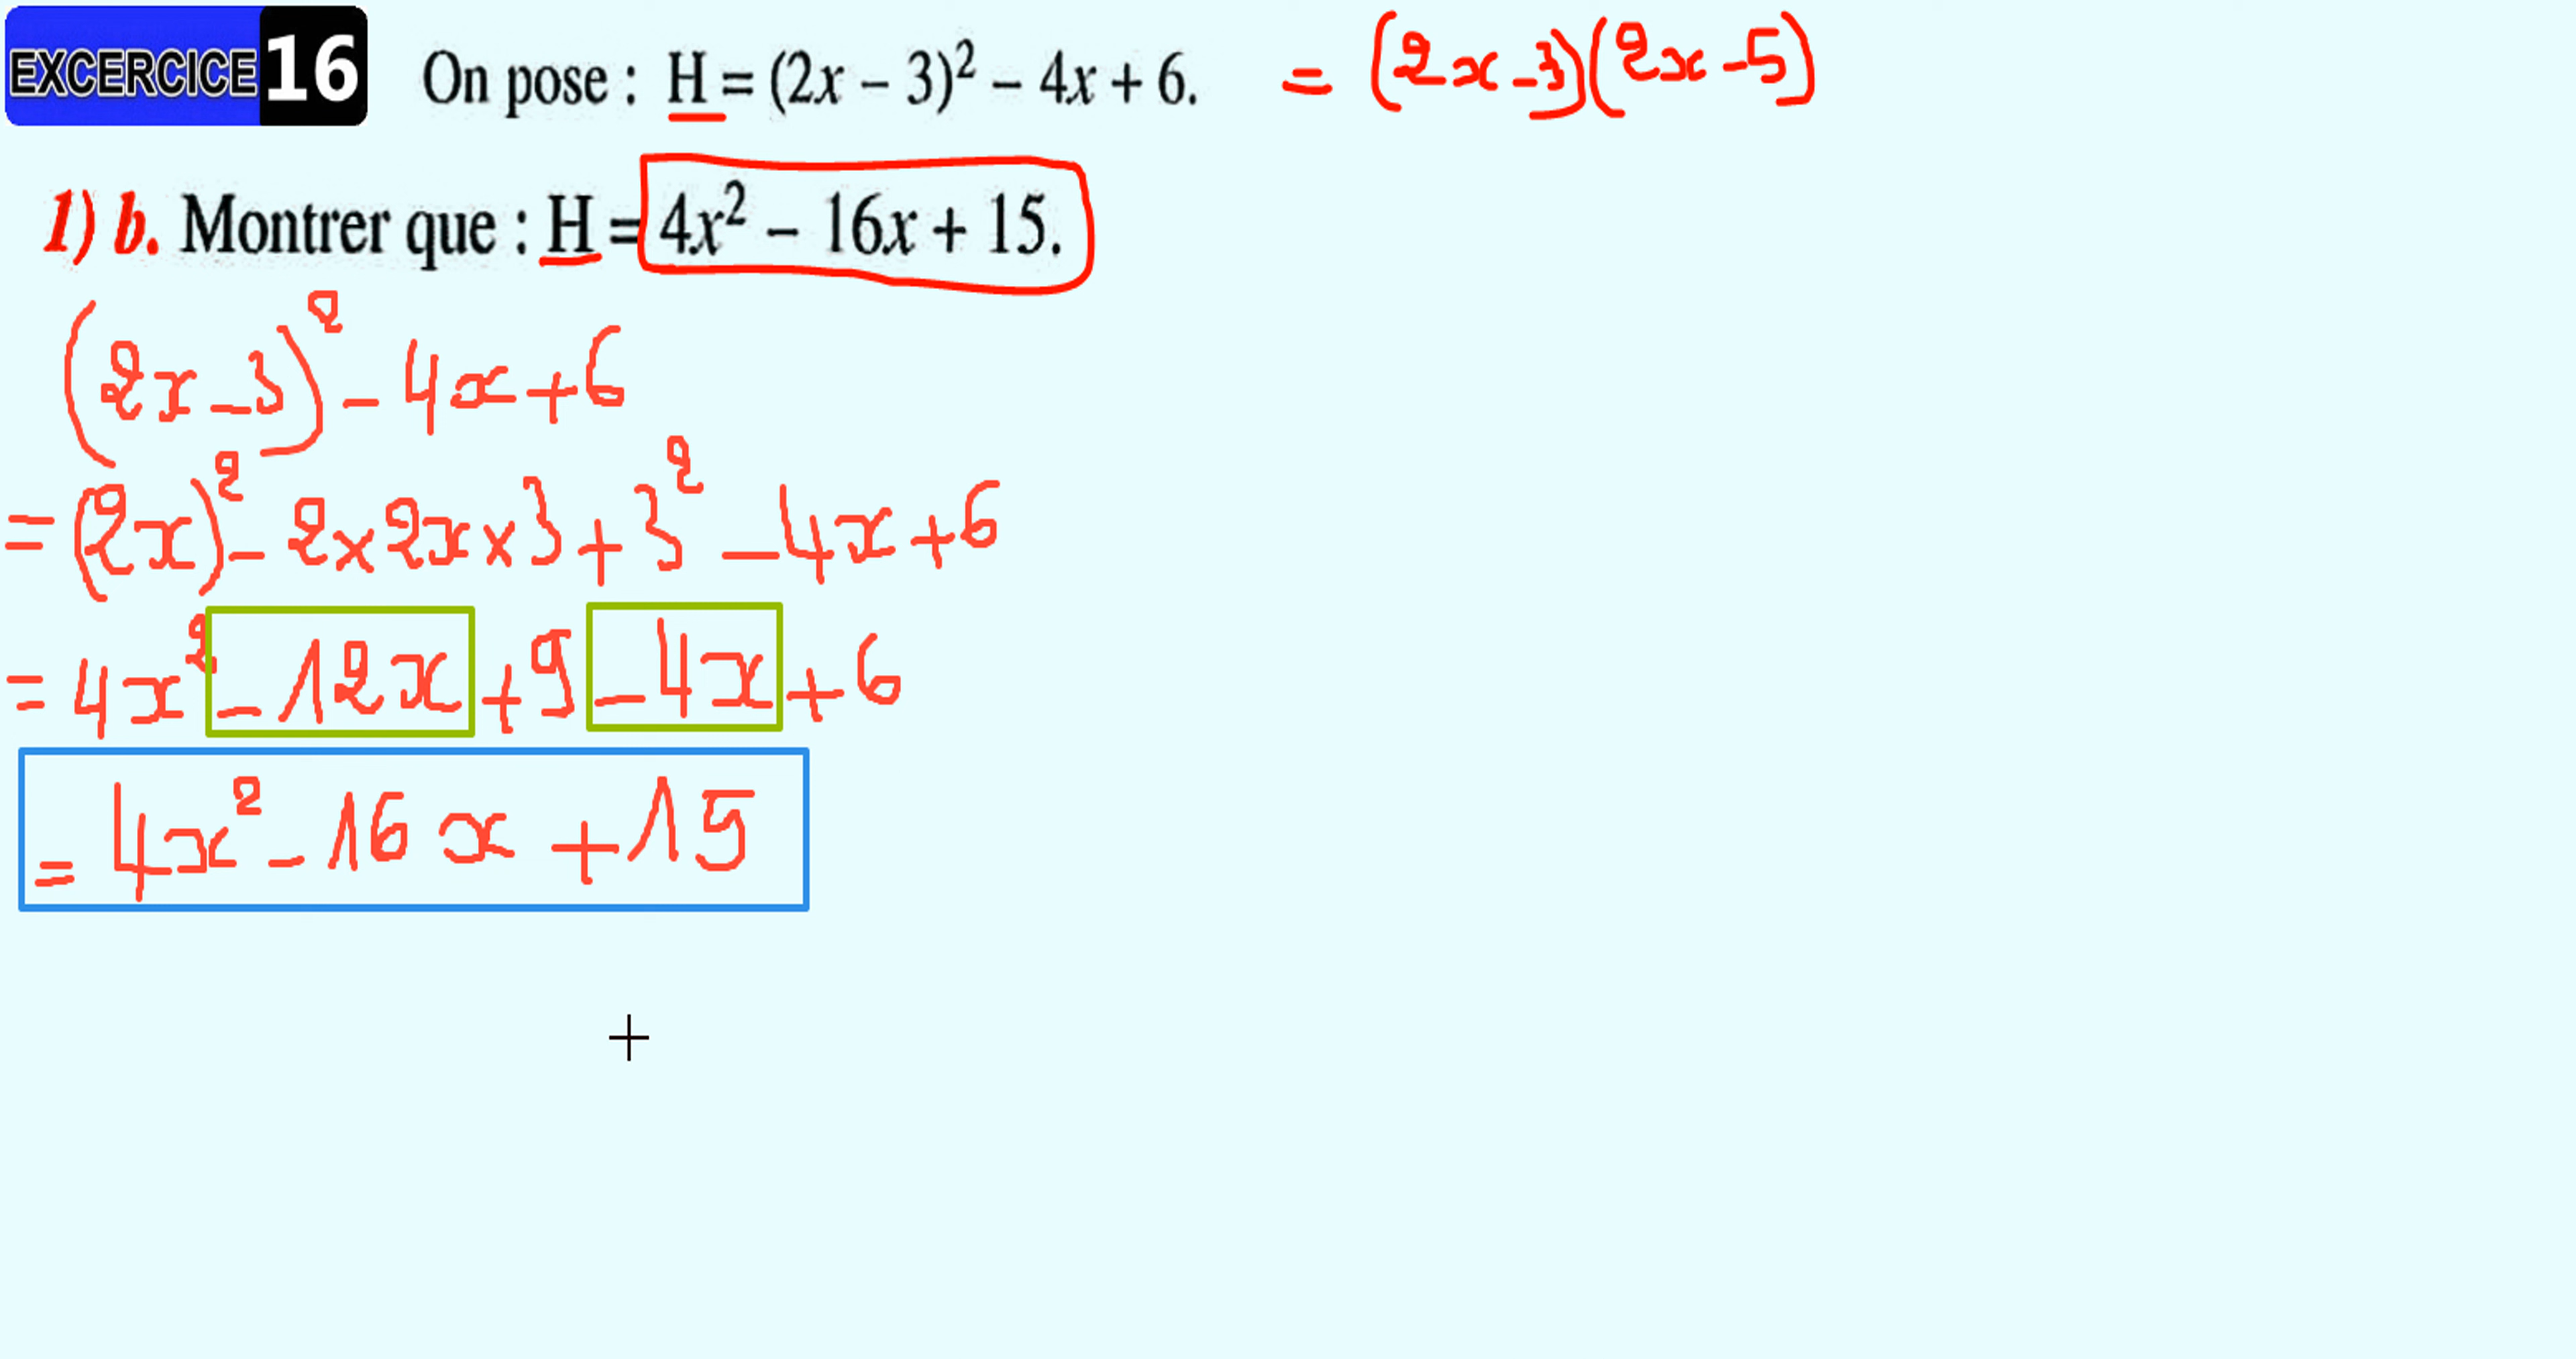 EXCERCICE 16 On pose : H = (2x – 3)² – 4x + 6. = (2x - 3)(2x - 5)
1) b. Montrer que : H = 4x² – 16x + 15.
(2x - 3)² - 4x + 6
= (2x)² - 2 × 2x × 3 + 3² - 4x + 6
= 4x² - 12x + 9 - 4x + 6
= 4x² - 16x + 15